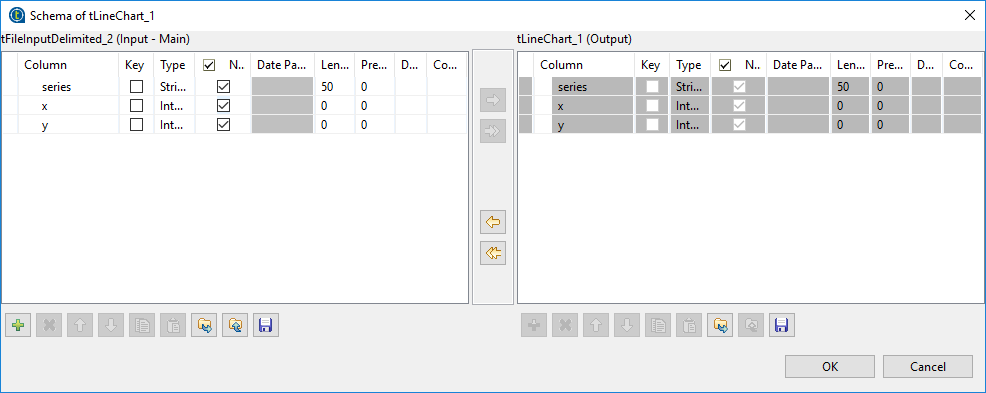 Schema of tLineChart_1
tFileInputDelimited_2 (Input - Main)
Column Key Type N.. Date Pa... Len... Pre... D... Co...
series Stri... 50 0
x Int... 0 0
y Int... 0 0
tLineChart_1 (Output)
Column Key Type N.. Date Pa... Len... Pre... D... Co...
series Stri... 50 0
x Int... 0 0
y Int... 0 0
OK Cancel